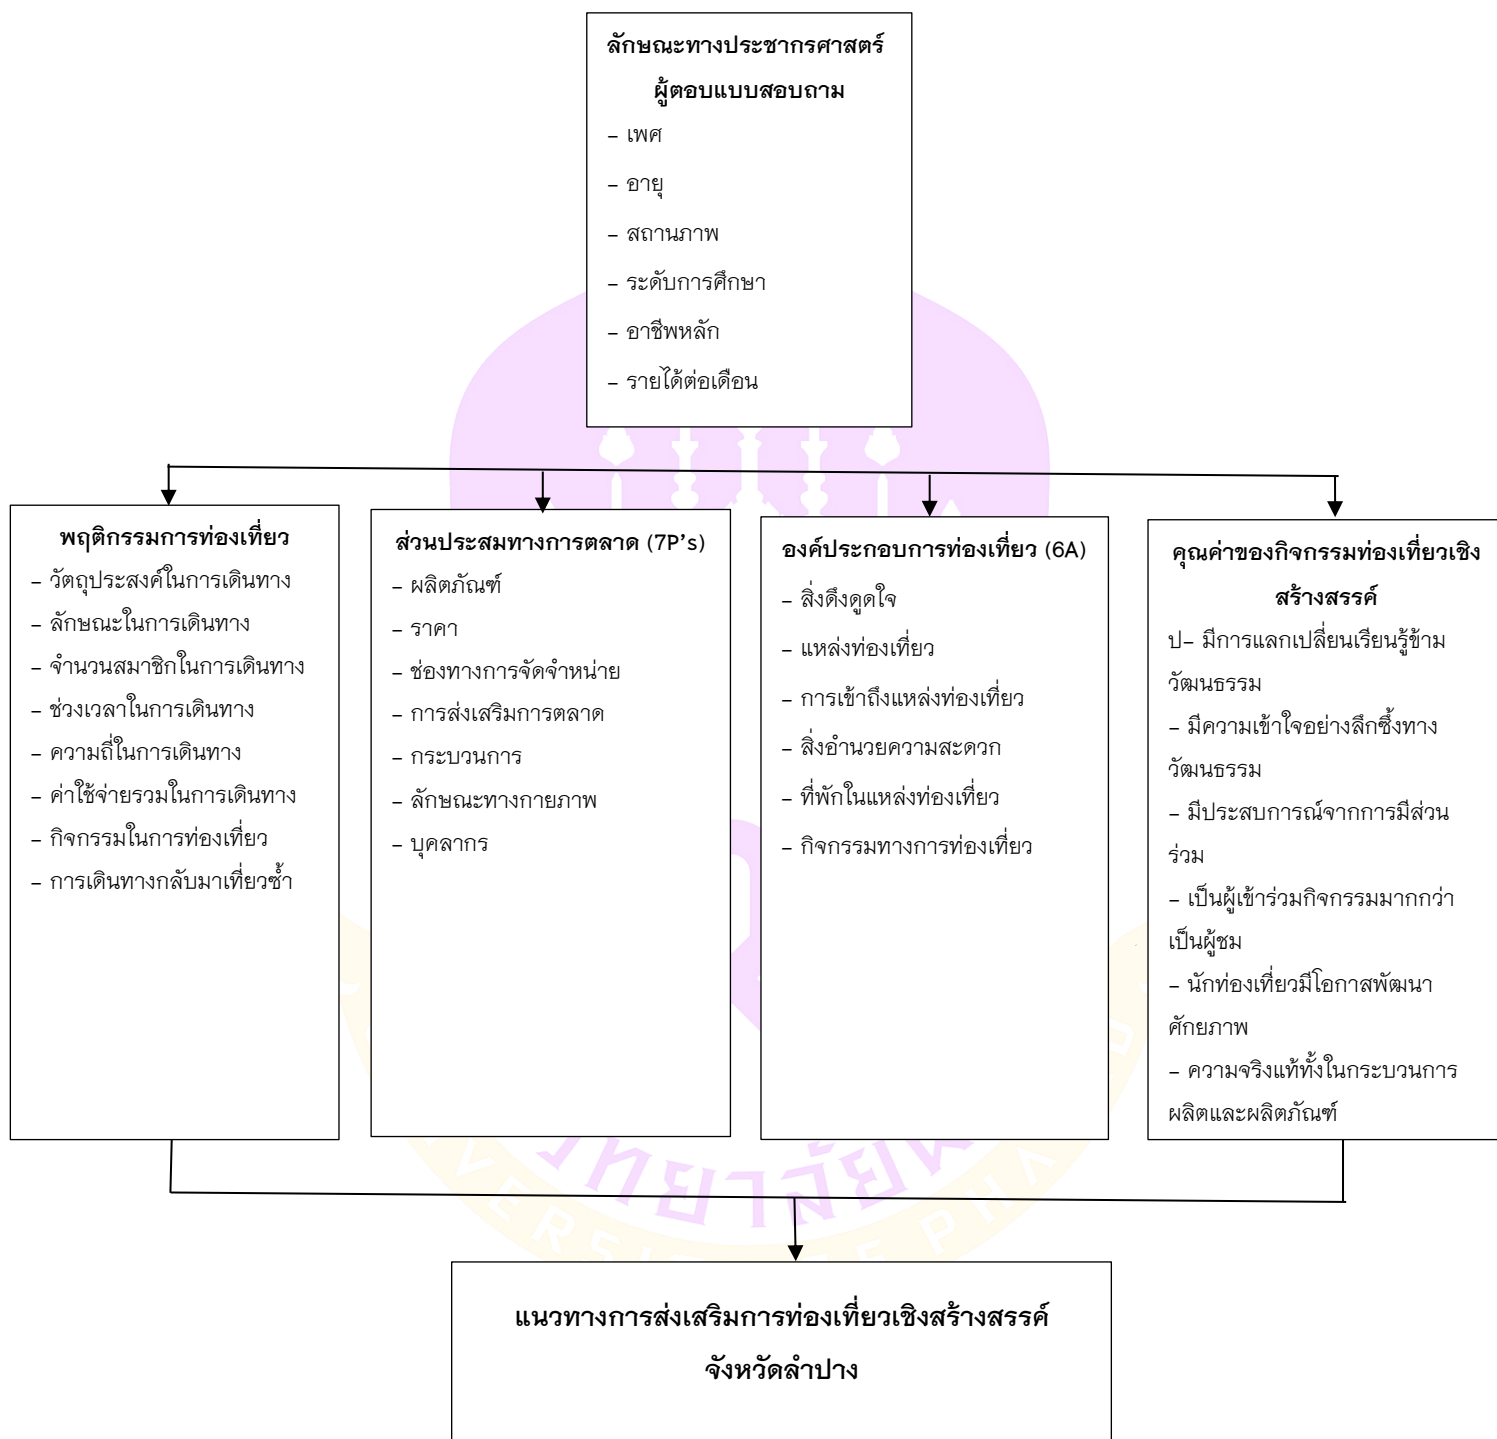 ลักษณะทางประชากรศาสตร์
ผู้ตอบแบบสอบถาม
– เพศ
– อายุ
– สถานภาพ
– ระดับการศึกษา
– อาชีพหลัก
– รายได้ต่อเดือน
พฤติกรรมการท่องเที่ยว
– วัตถุประสงค์ในการเดินทาง
– ลักษณะในการเดินทาง
– จำนวนสมาชิกในการเดินทาง
– ช่วงเวลาในการเดินทาง
– ความถี่ในการเดินทาง
– ค่าใช้จ่ายรวมในการเดินทาง
– กิจกรรมในการท่องเที่ยว
– การเดินทางกลับมาเที่ยวซ้ำ
ส่วนประสมทางการตลาด (7P’s)
– ผลิตภัณฑ์
– ราคา
– ช่องทางการจัดจำหน่าย
– การส่งเสริมการตลาด
– กระบวนการ
– ลักษณะทางกายภาพ
– บุคลากร
องค์ประกอบการท่องเที่ยว (6A)
– สิ่งดึงดูดใจ
– แหล่งท่องเที่ยว
– การเข้าถึงแหล่งท่องเที่ยว
– สิ่งอำนวยความสะดวก
– ที่พักในแหล่งท่องเที่ยว
– กิจกรรมทางการท่องเที่ยว
คุณค่าของกิจกรรมท่องเที่ยวเชิง
สร้างสรรค์
ป– มีการแลกเปลี่ยนเรียนรู้ข้าม
วัฒนธรรม
– มีความเข้าใจอย่างลึกซึ้งทาง
วัฒนธรรม
– มีประสบการณ์จากการมีส่วน
ร่วม
– เป็นผู้เข้าร่วมกิจกรรมมากกว่า
เป็นผู้ชม
– นักท่องเที่ยวมีโอกาสพัฒนา
ศักยภาพ
– ความจริงแท้ทั้งในกระบวนการ
ผลิตและผลิตภัณฑ์
แนวทางการส่งเสริมการท่องเที่ยวเชิงสร้างสรรค์
จังหวัดลำปาง